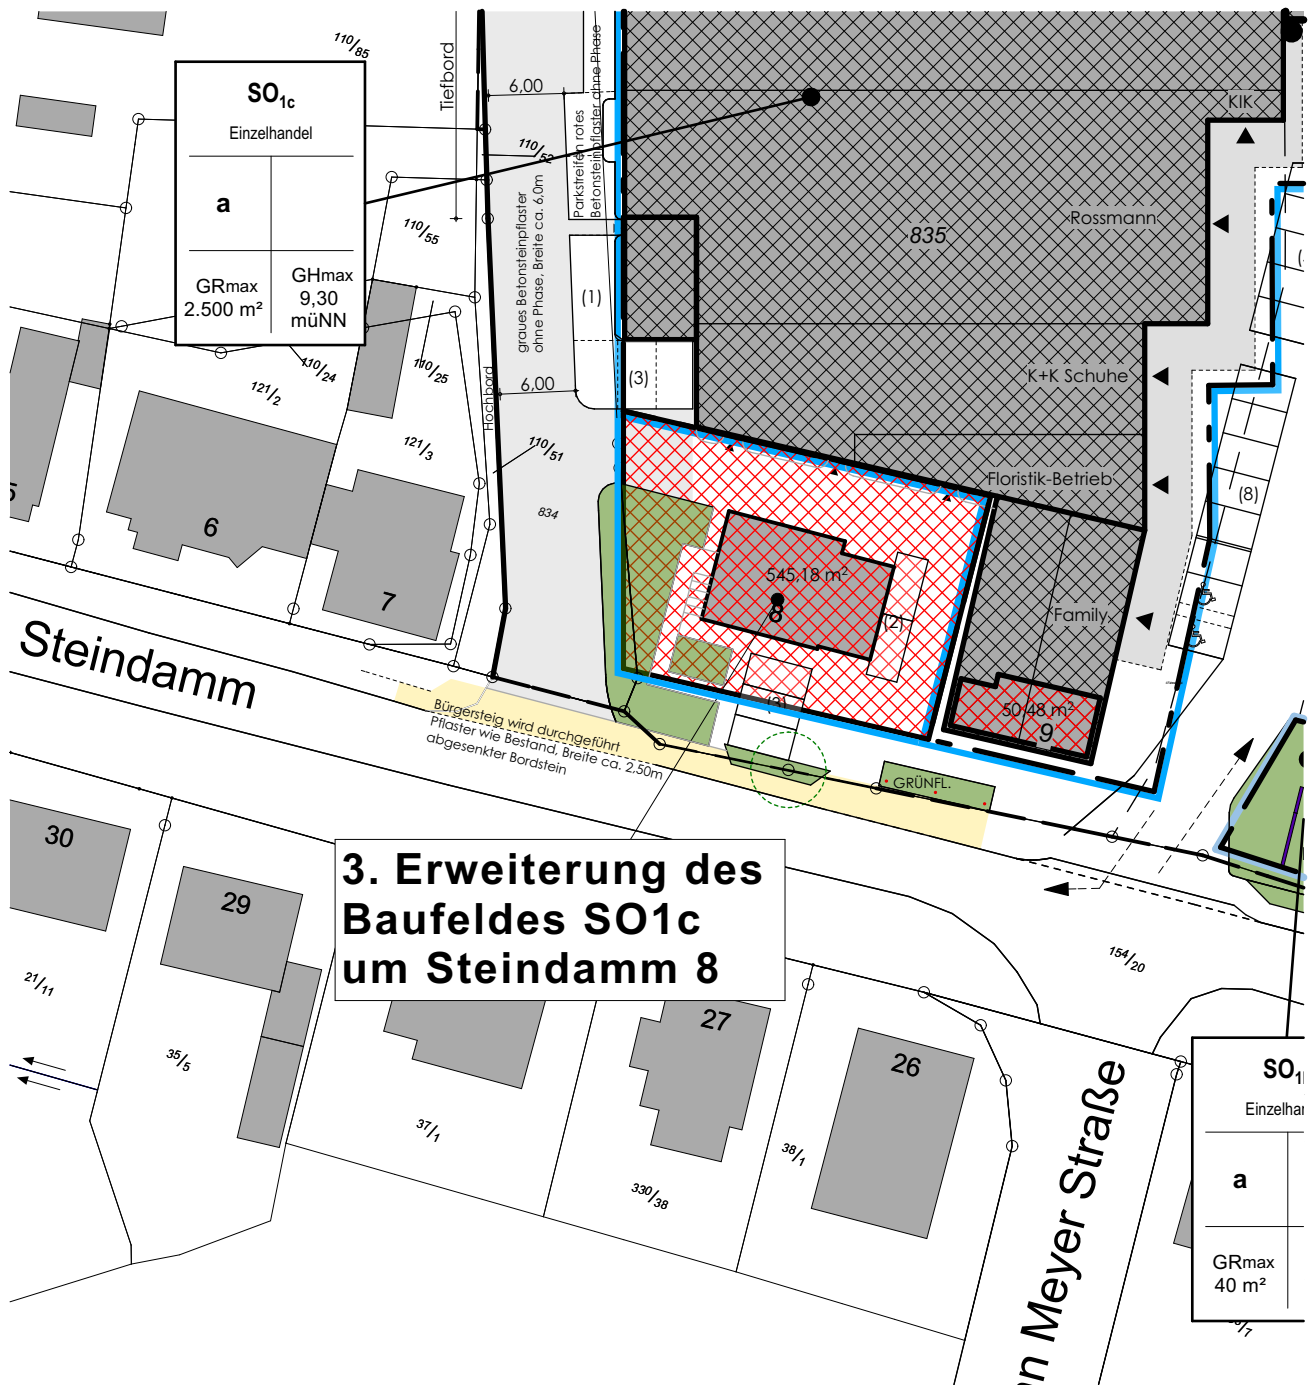 110/85
SO1c
Einzelhandel
a
GRmax
2.500 m²
GHmax
9,30
müNN
Tiefbord
6,00
110/52
Parkstreifen rotes
Betonsteinpflaster ohne Phase
graues Betonsteinpflaster
ohne Phase, Breite ca. 6,0m
110/55
(1)
(3)
6,00
Hochbord
110/51
834
835
KIK
Rossmann
K+K Schuhe
Floristik-Betrieb
Family
(8)
110/24
110/25
121/2
121/3
6
7
545,18 m²
8
(2)
(3)
50,48 m²
9
Steindamm
Bürgersteig wird durchgeführt
Pflaster wie Bestand, Breite ca. 2.50m
abgesenkter Bordstein
GRÜNFL.
3. Erweiterung des
Baufeldes SO1c
um Steindamm 8
30
29
27
26
21/11
35/5
37/1
330/38
38/1
154/20
n Meyer Straße
SO1
Einzelha
a
GRmax
40 m²